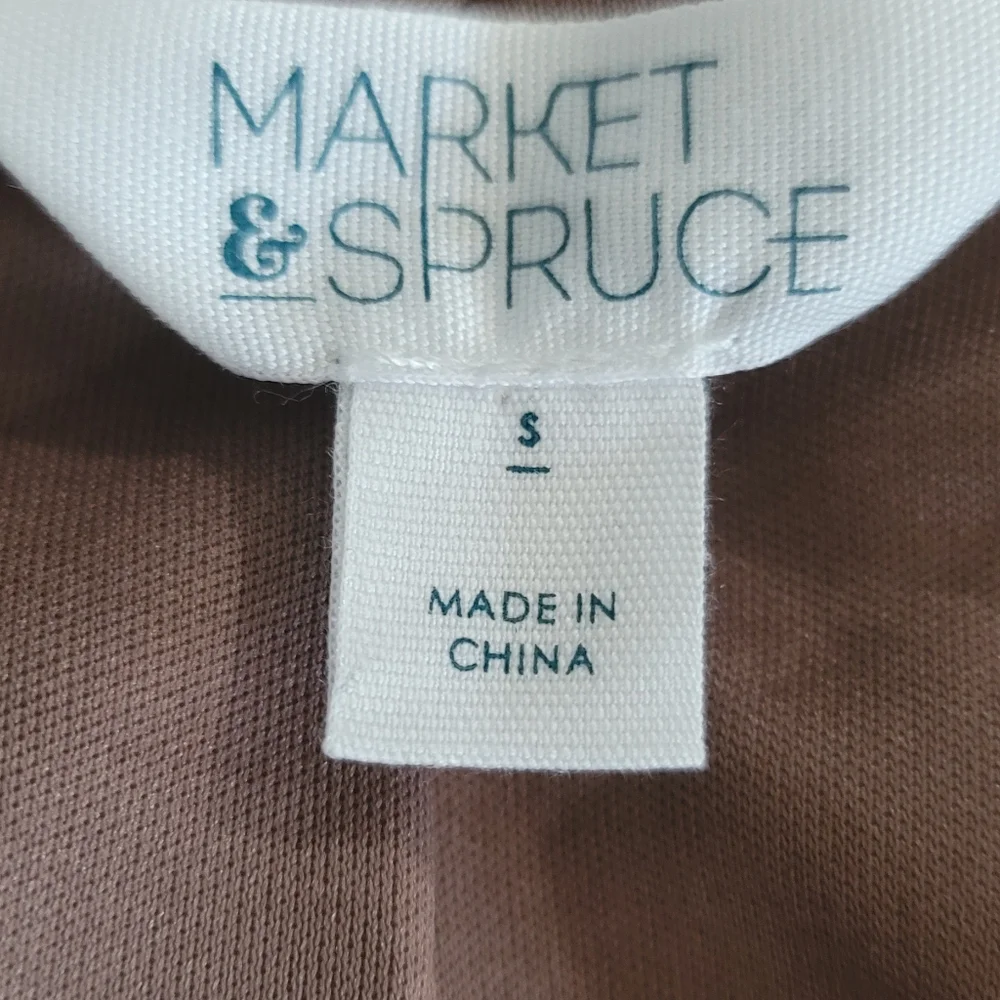 MARKET
& SPRUCE
S
MADE IN
CHINA